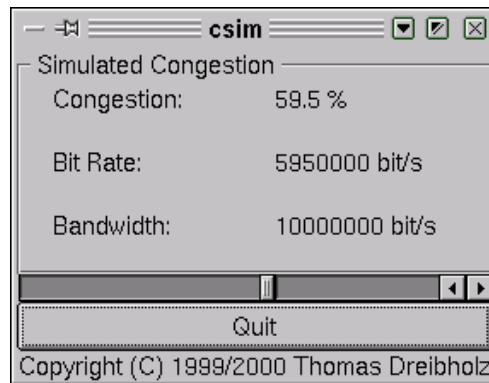 csim
Simulated Congestion
Congestion: 59.5 %
Bit Rate: 5950000 bit/s
Bandwidth: 10000000 bit/s
Quit
Copyright (C) 1999/2000 Thomas Dreibholz